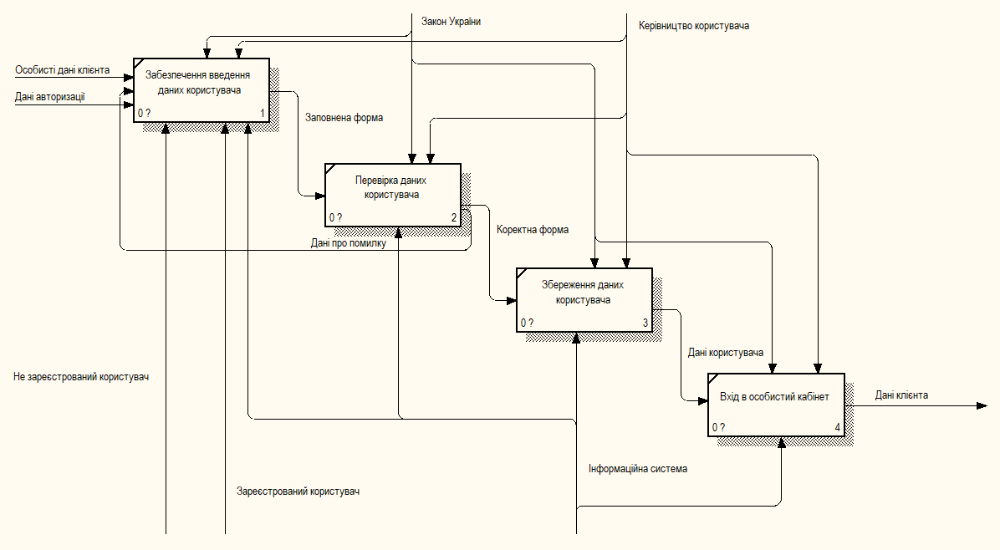 Закон України
Керівництво користувача
Особисті дані клієнта
Дані авторизації
Забезпечення введення
даних користувача
0 ?
1
Заповнена форма
Перевірка даних
користувача
0 ?
2
Дані про помилку
Коректна форма
Збереження даних
користувача
0 ?
3
Дані користувача
Не зареєстрований користувач
Вхід в особистий кабінет
0 ?
4
Дані клієнта
Інформаційна система
Зареєстрований користувач